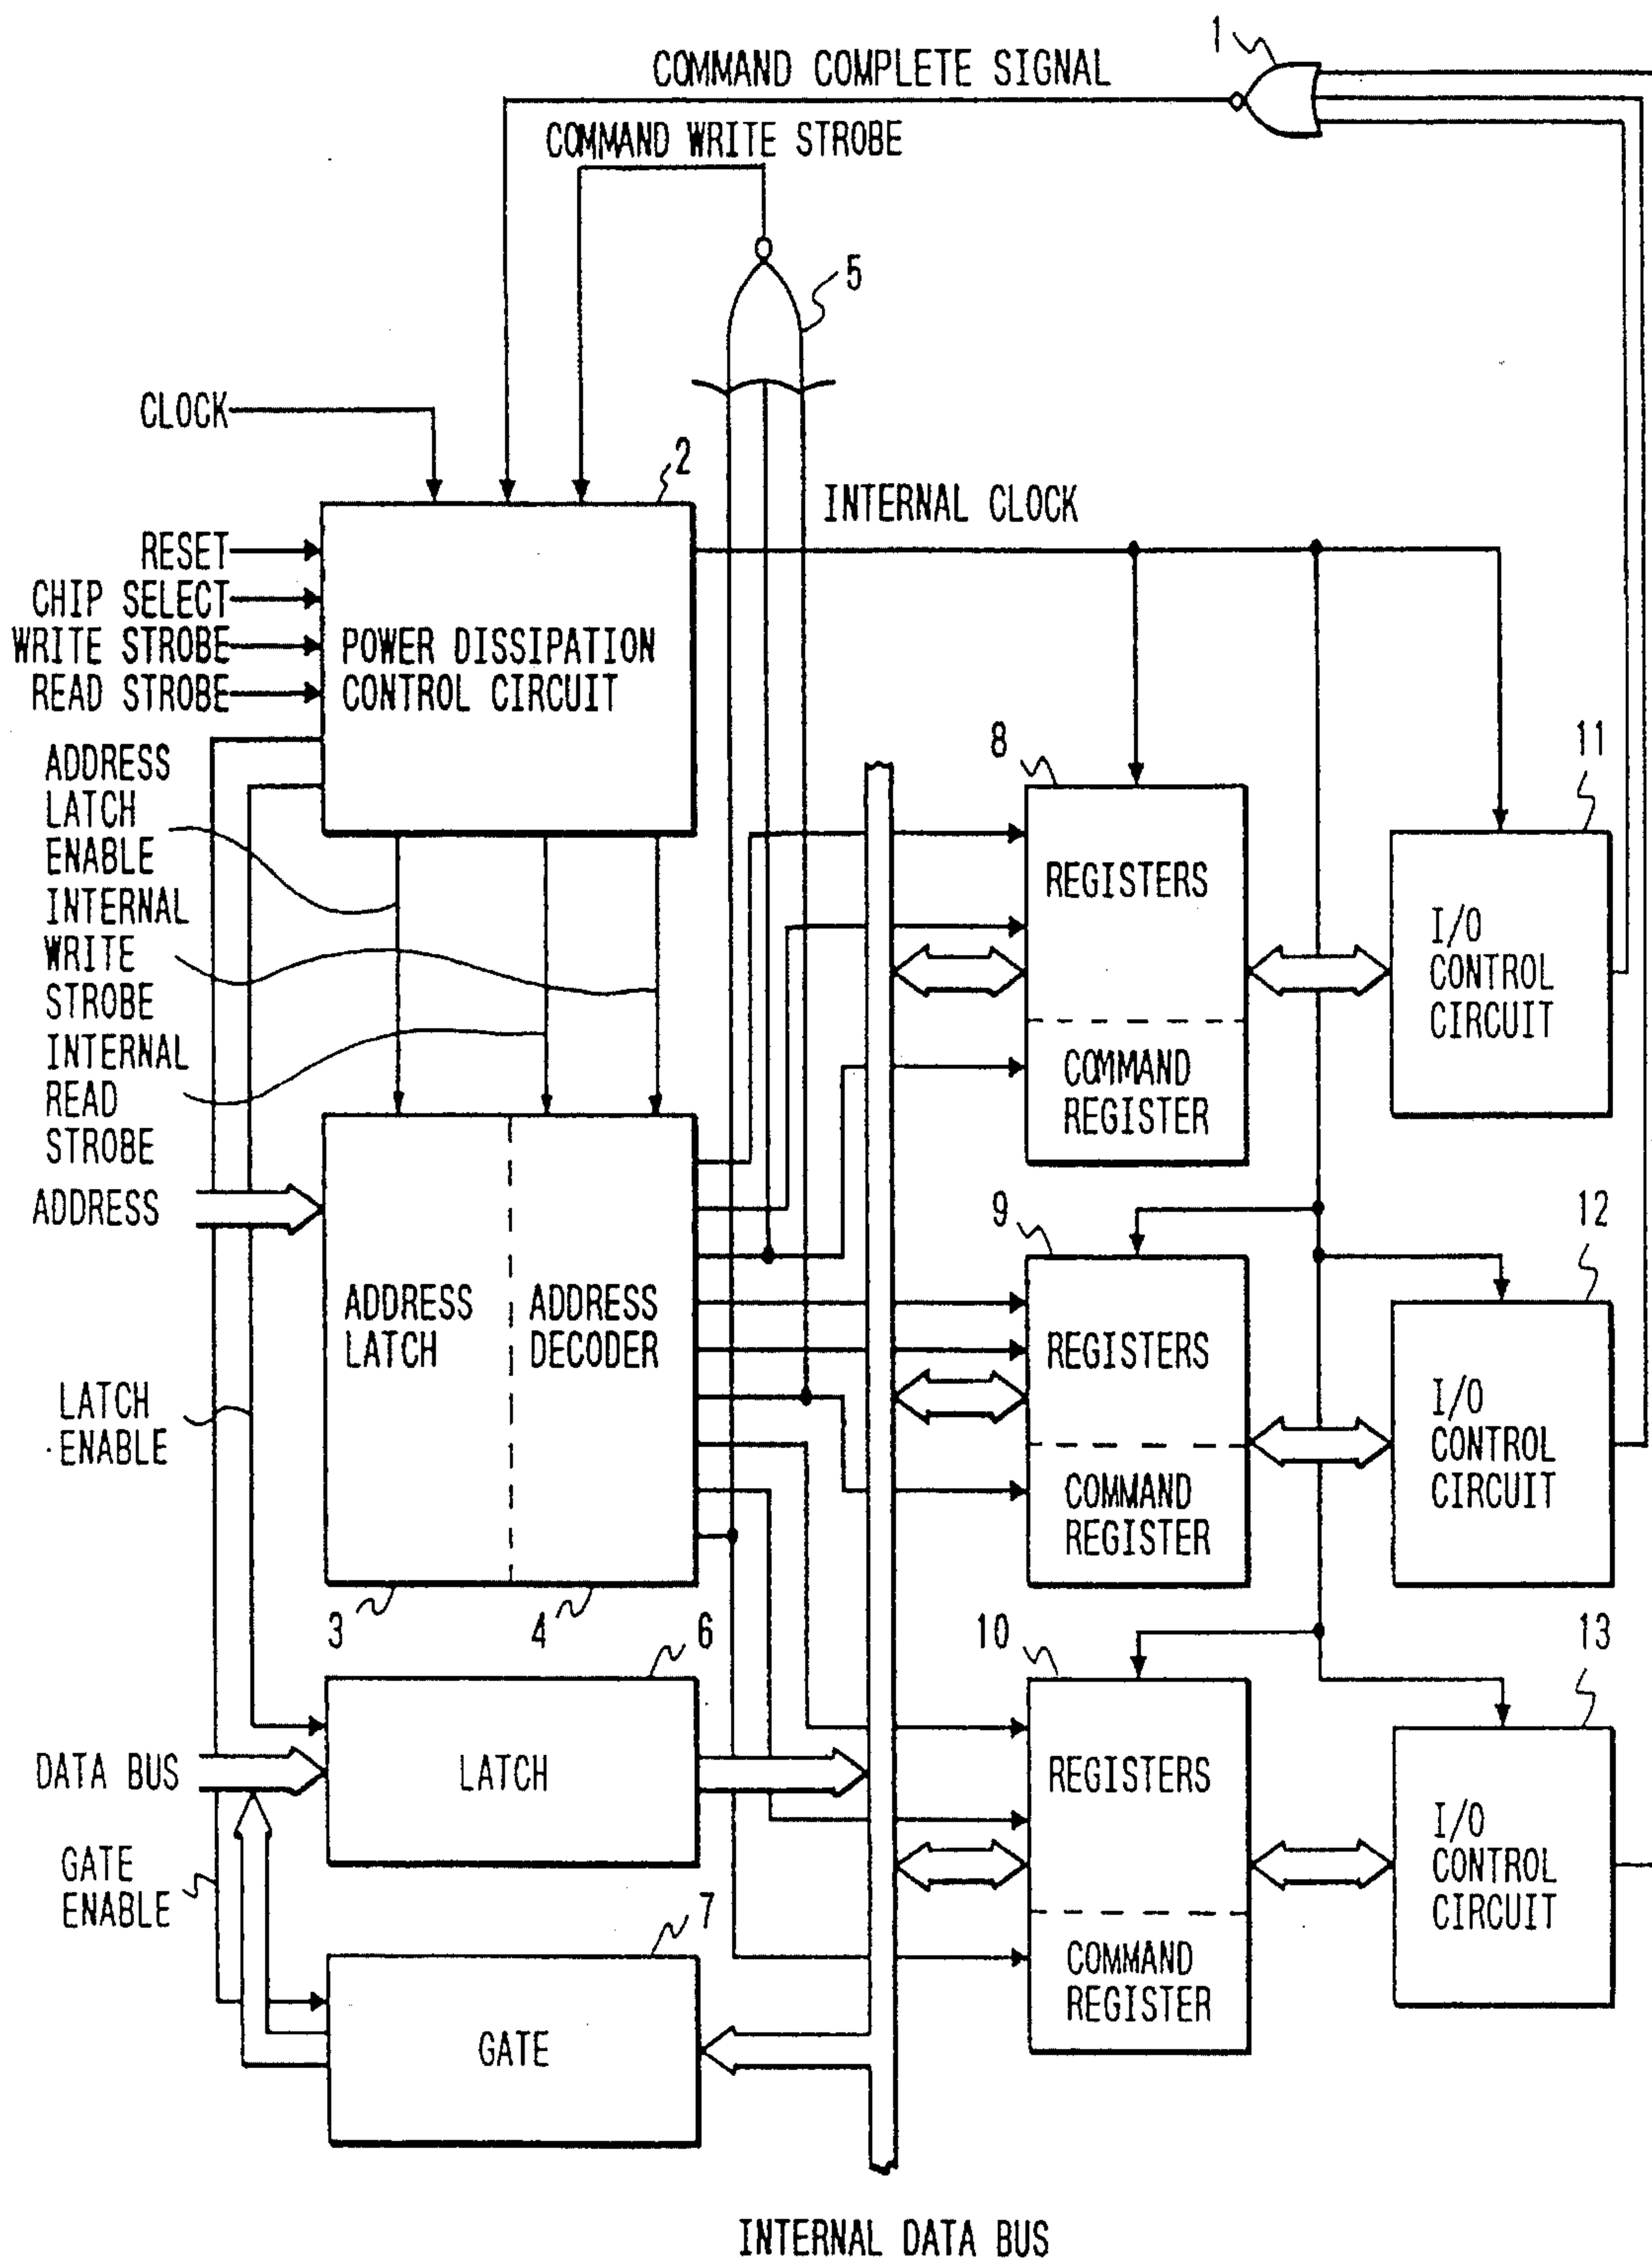 1
COMMAND COMPLETE SIGNAL
COMMAND WRITE STROBE
5
CLOCK
2
INTERNAL CLOCK
RESET
CHIP SELECT
WRITE STROBE
READ STROBE
POWER DISSIPATION
CONTROL CIRCUIT
ADDRESS
LATCH
ENABLE
INTERNAL
WRITE
STROBE
INTERNAL
READ
STROBE
8
REGISTERS
COMMAND
REGISTER
11
I/O
CONTROL
CIRCUIT
ADDRESS
ADDRESS
LATCH
ADDRESS
DECODER
9
REGISTERS
COMMAND
REGISTER
12
I/O
CONTROL
CIRCUIT
LATCH
ENABLE
3
4
6
10
13
DATA BUS
LATCH
REGISTERS
COMMAND
REGISTER
I/O
CONTROL
CIRCUIT
GATE
ENABLE
7
GATE
INTERNAL DATA BUS